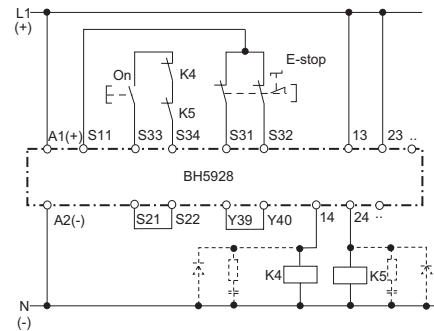 L1
(+)
On
K4
K5
E-stop
A1(+) S11 S33 S34 S31 S32 13 23 ..
BH5928
A2(-) S21 S22 Y39 Y40 14 24 ..
K4 K5
N
(-)